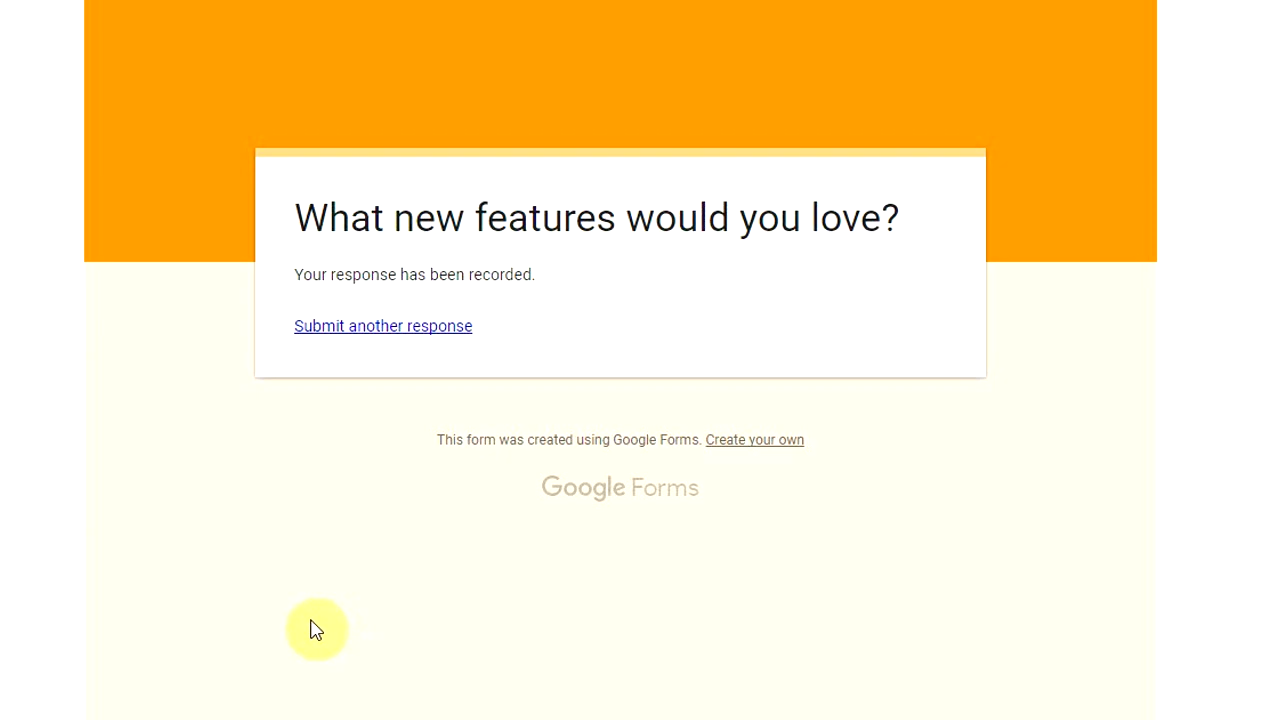 What new features would you love?
Your response has been recorded.
Submit another response
This form was created using Google Forms. Create your own
Google Forms